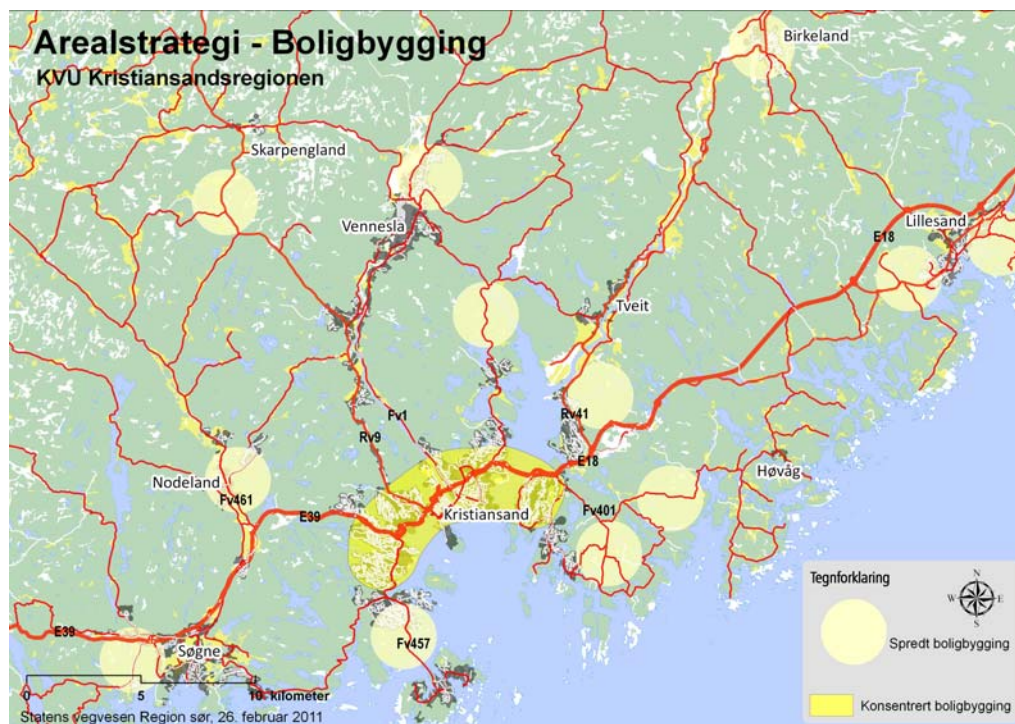 Arealstrategi - Boligbygging
KVU Kristiansandsregionen
Birkeland
Skarpengland
Vennesla
Lillesand
E18
Tveit
Fv1
Rv41
Rv9
E18
Høvåg
Nodeland
Fv461
E39
Kristiansand
Fv401
Tegnforklaring
N
W E
S
Spredt boligbygging
E39
Søgne
Fv457
0 5 10 kilometer
Konsentrert boligbygging
Statens vegvesen Region sør, 26. februar 2011